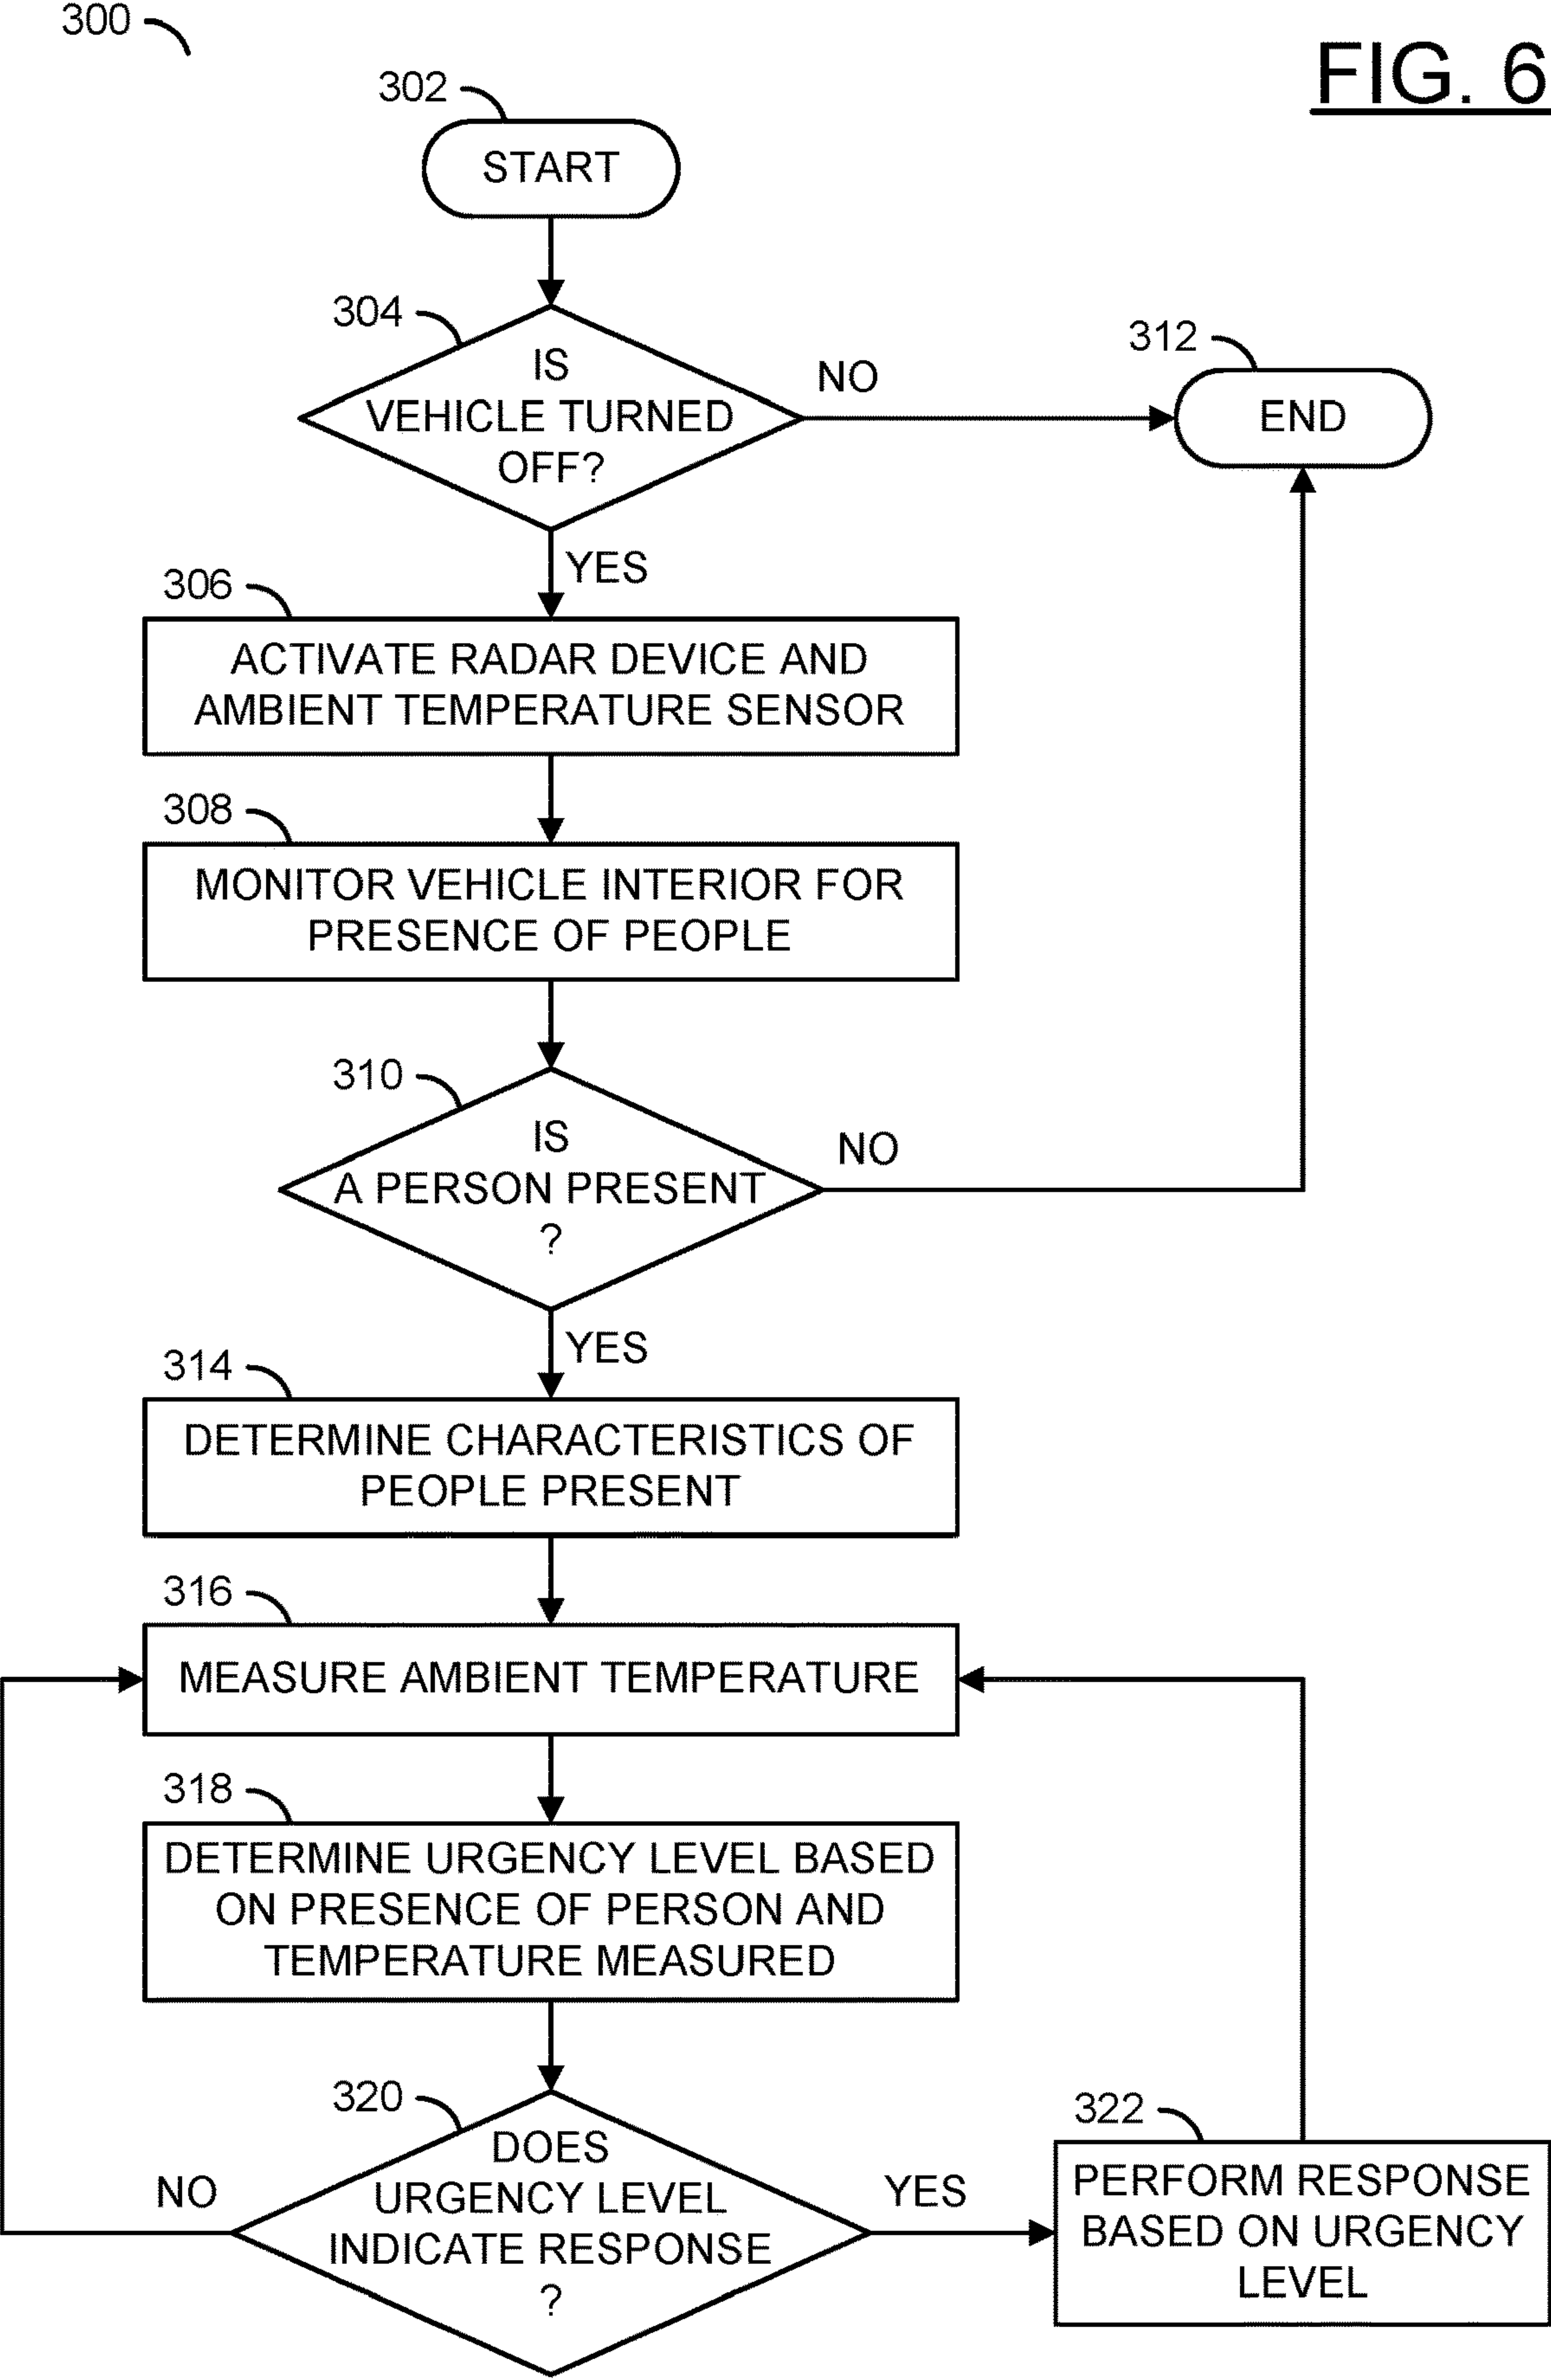 300
FIG. 6
302
START
304
IS
VEHICLE TURNED
OFF?
NO
312
END
YES
306
ACTIVATE RADAR DEVICE AND
AMBIENT TEMPERATURE SENSOR
308
MONITOR VEHICLE INTERIOR FOR
PRESENCE OF PEOPLE
310
IS
A PERSON PRESENT
?
NO
YES
314
DETERMINE CHARACTERISTICS OF
PEOPLE PRESENT
316
MEASURE AMBIENT TEMPERATURE
318
DETERMINE URGENCY LEVEL BASED
ON PRESENCE OF PERSON AND
TEMPERATURE MEASURED
320
DOES
URGENCY LEVEL
INDICATE RESPONSE
?
NO
YES
322
PERFORM RESPONSE
BASED ON URGENCY
LEVEL